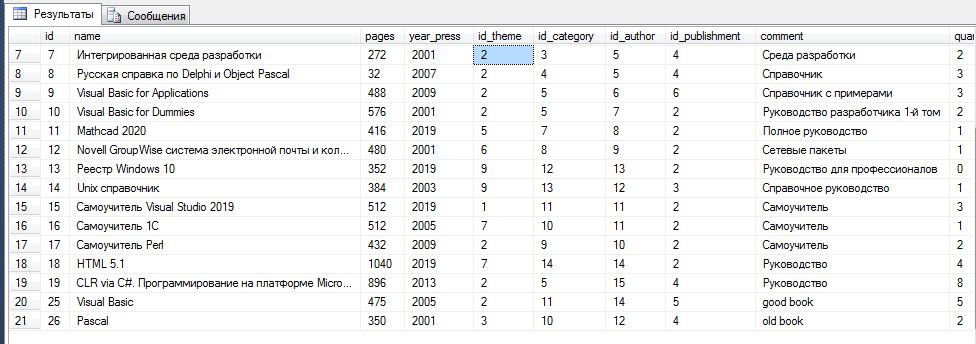 Результаты Сообщения
id name pages year_press id_theme id_category id_author id_publishment comment quan
7 7 Интегрированная среда разработки 272 2001 2 3 5 4 Среда разработки 2
8 8 Русская справка по Delphi и Object Pascal 32 2007 2 4 5 4 Справочник 3
9 9 Visual Basic for Applications 488 2009 2 5 6 6 Справочник с примерами 3
10 10 Visual Basic for Dummies 576 2001 2 5 7 2 Руководство разработчика 1-й том 2
11 11 Mathcad 2020 416 2019 5 7 8 2 Полное руководство 1
12 12 Novell GroupWise система электронной почты и кол... 480 2001 6 8 9 2 Сетевые пакеты 1
13 13 Реестр Windows 10 352 2019 9 12 13 2 Руководство для профессионалов 0
14 14 Unix справочник 384 2003 9 13 12 3 Справочное руководство 1
15 15 Самоучитель Visual Studio 2019 512 2019 1 11 11 2 Самоучитель 3
16 16 Самоучитель 1С 512 2005 7 10 11 2 Самоучитель 1
17 17 Самоучитель Perl 432 2009 2 9 10 2 Самоучитель 2
18 18 HTML 5.1 1040 2019 7 14 14 2 Руководство 4
19 19 CLR via C#. Программирование на платформе Micro... 896 2013 2 5 15 4 Руководство 8
20 25 Visual Basic 475 2005 2 11 14 5 good book 5
21 26 Pascal 350 2001 3 10 12 4 old book 2